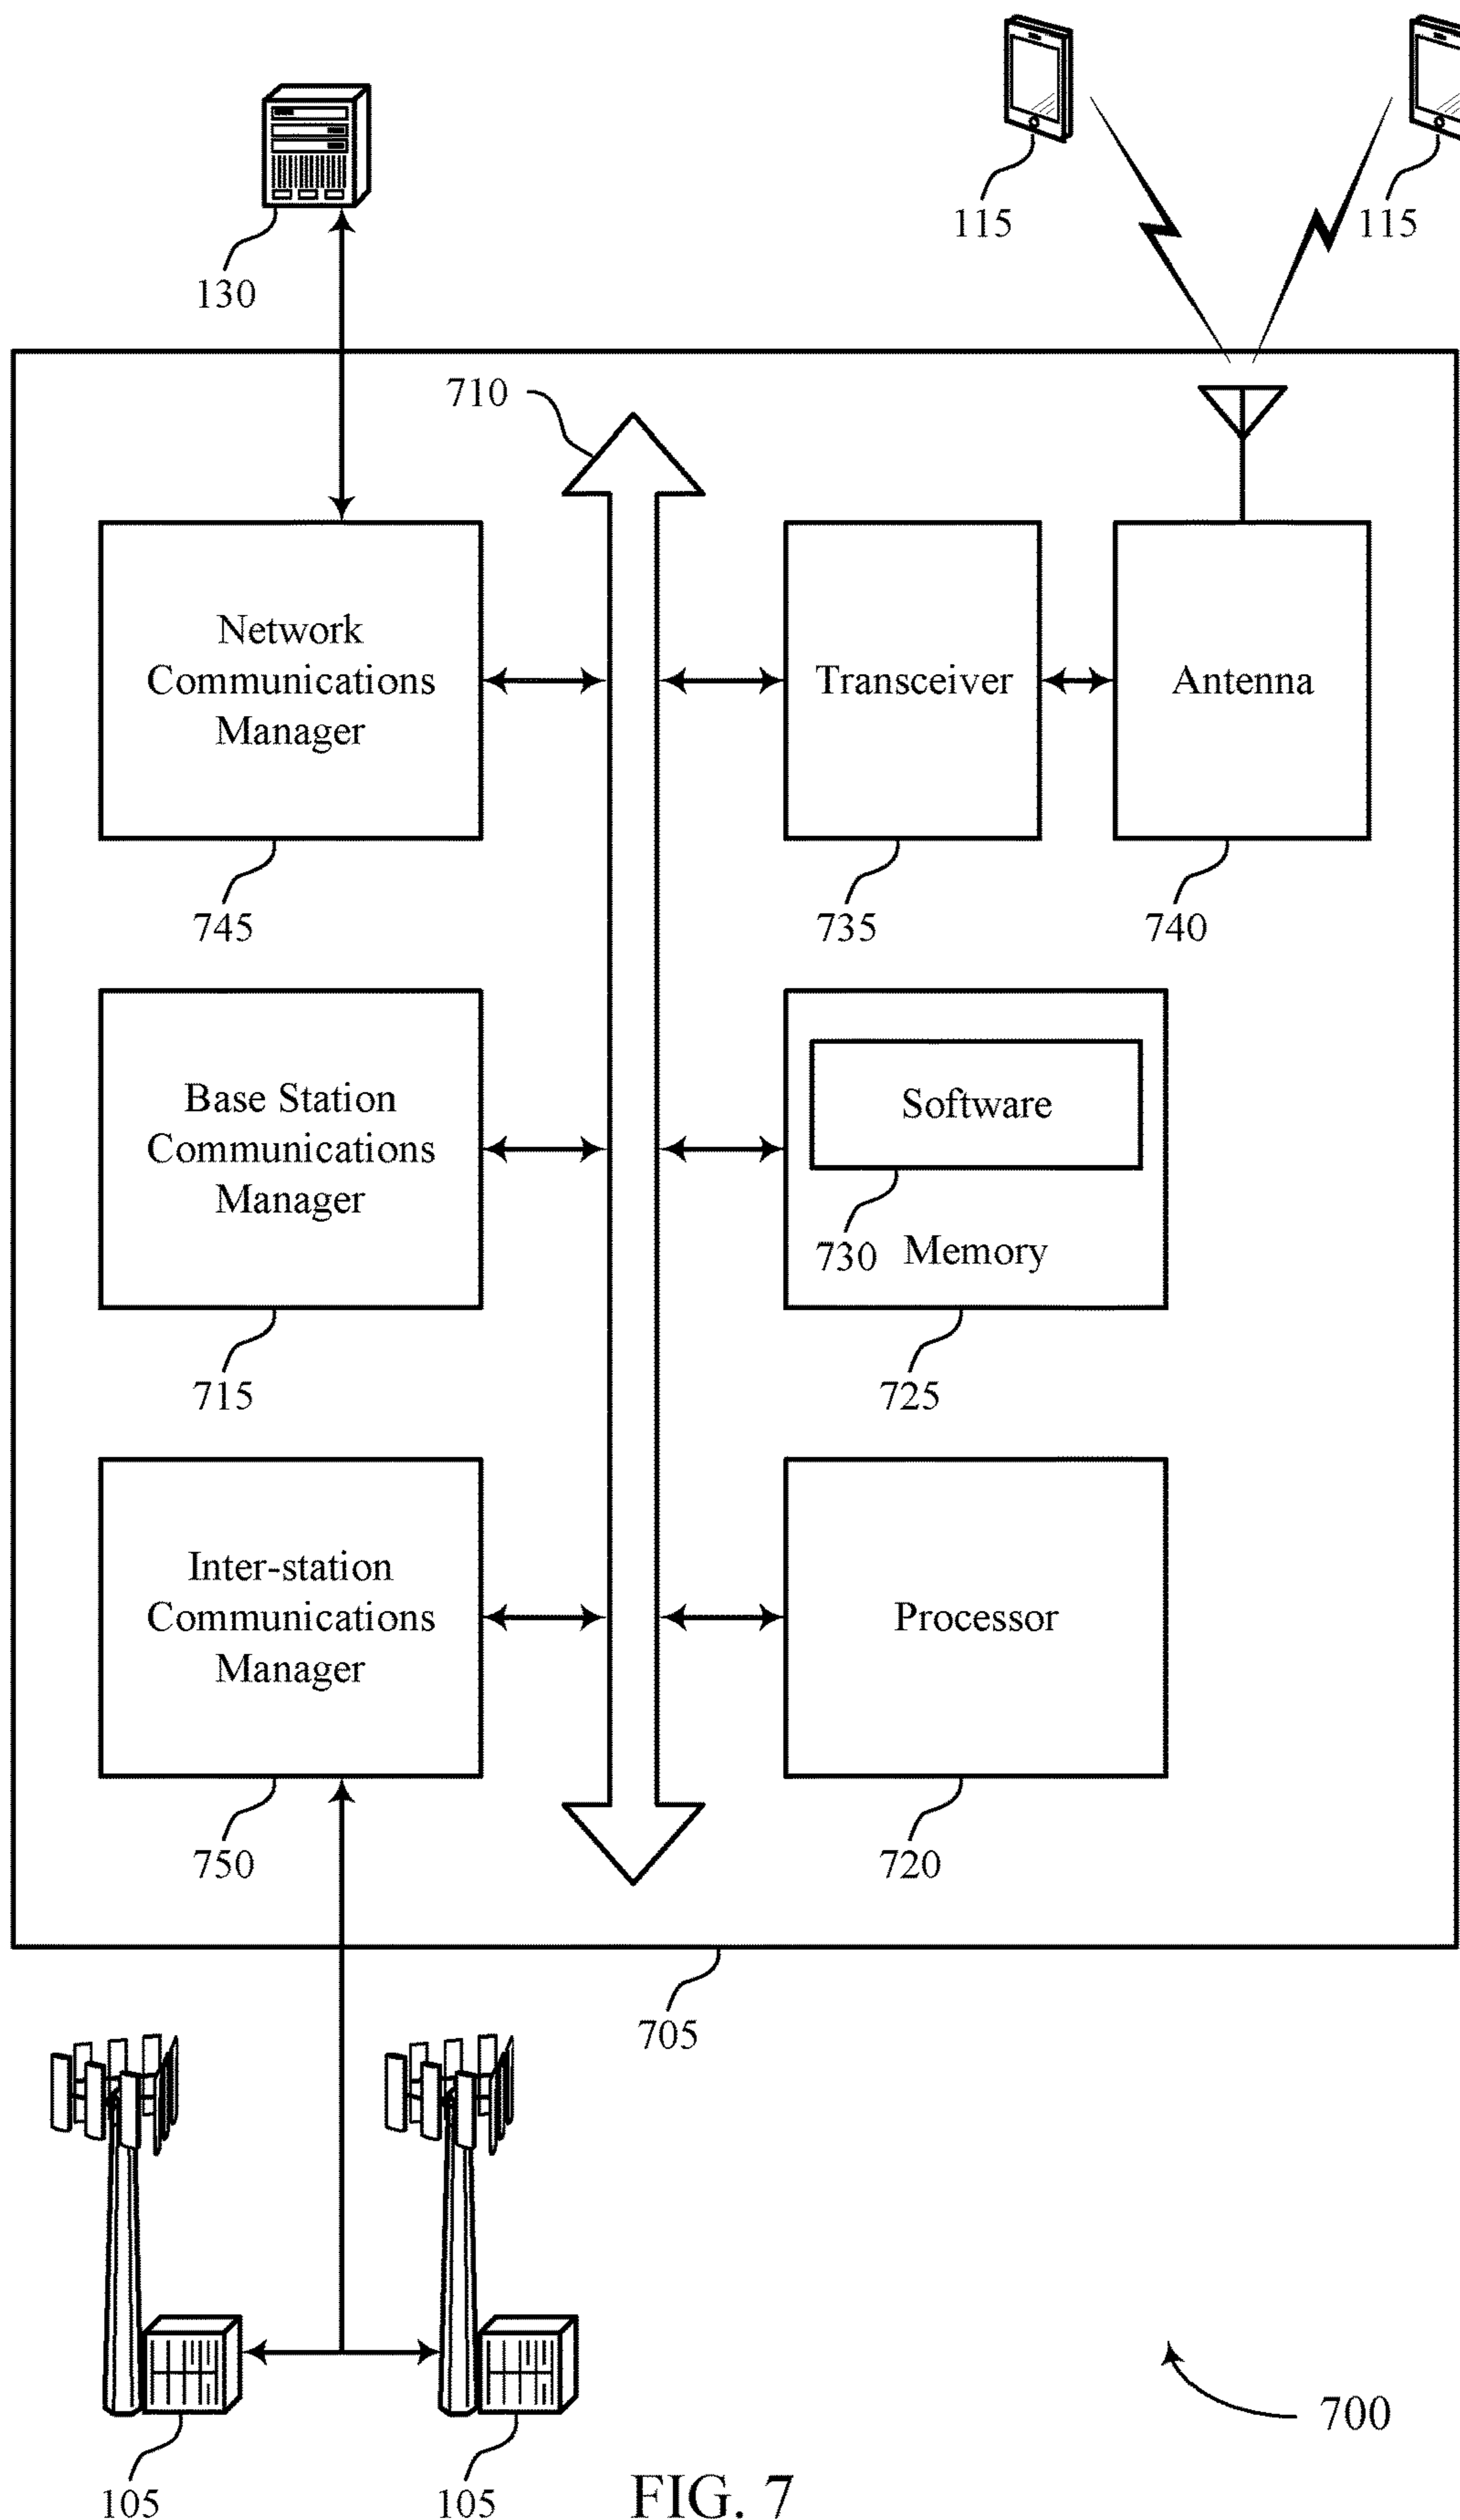 115
115
130
710
Network
Communications
Manager
Transceiver
Antenna
745
735
740
Base Station
Communications
Manager
Software
730
Memory
715
725
Inter-station
Communications
Manager
Processor
750
720
705
700
105
105
FIG. 7